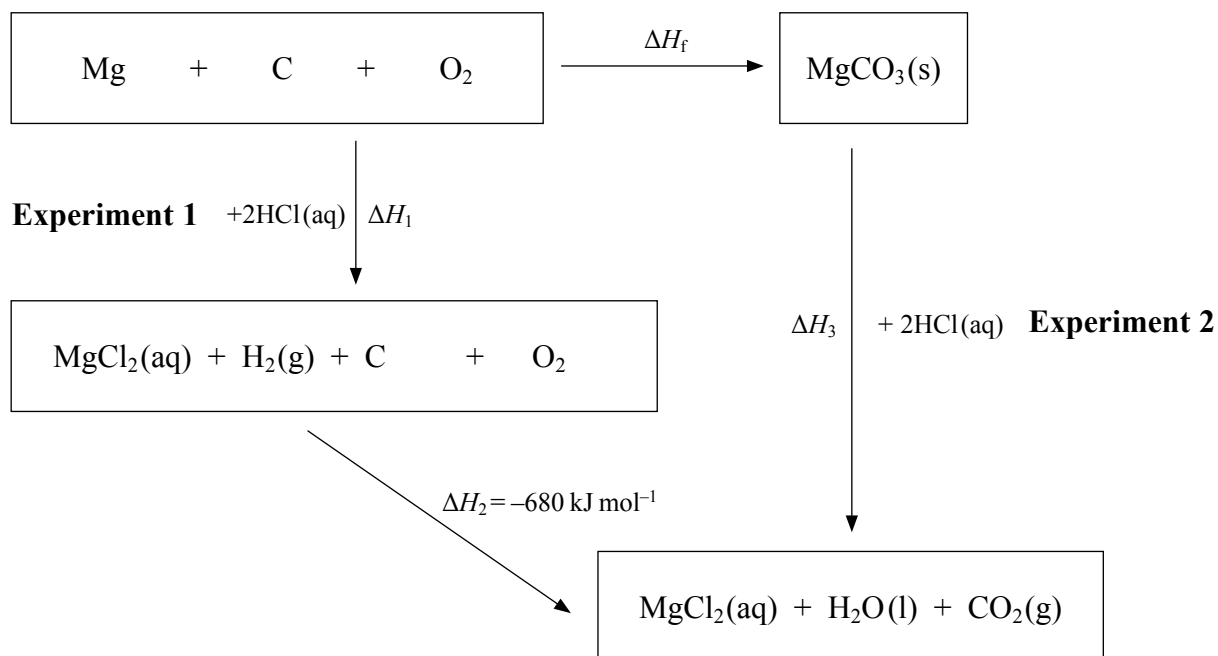 ΔHf
Mg + C + O₂
MgCO₃(s)
Experiment 1 +2HCl(aq) ΔH₁
ΔH₃ + 2HCl(aq) Experiment 2
MgCl₂(aq) + H₂(g) + C + O₂
ΔH₂ = –680 kJ mol⁻¹
MgCl₂(aq) + H₂O(l) + CO₂(g)